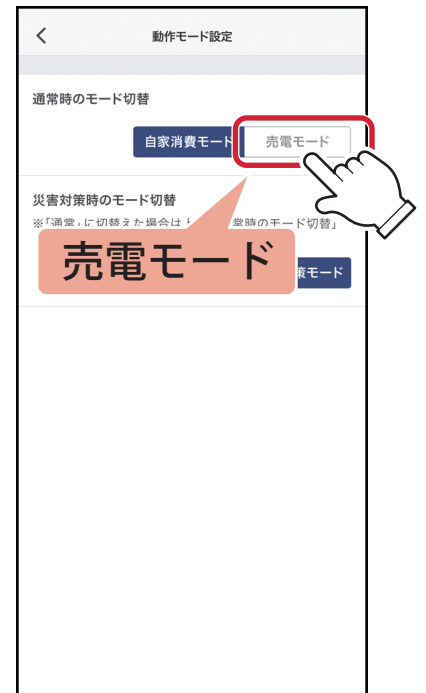 動作モード設定
通常時のモード切替
自家消費モード 売電モード
災害対策時のモード切替
※「通常」に切替えた場合は上 常時のモード切替」
売電モード
策モード